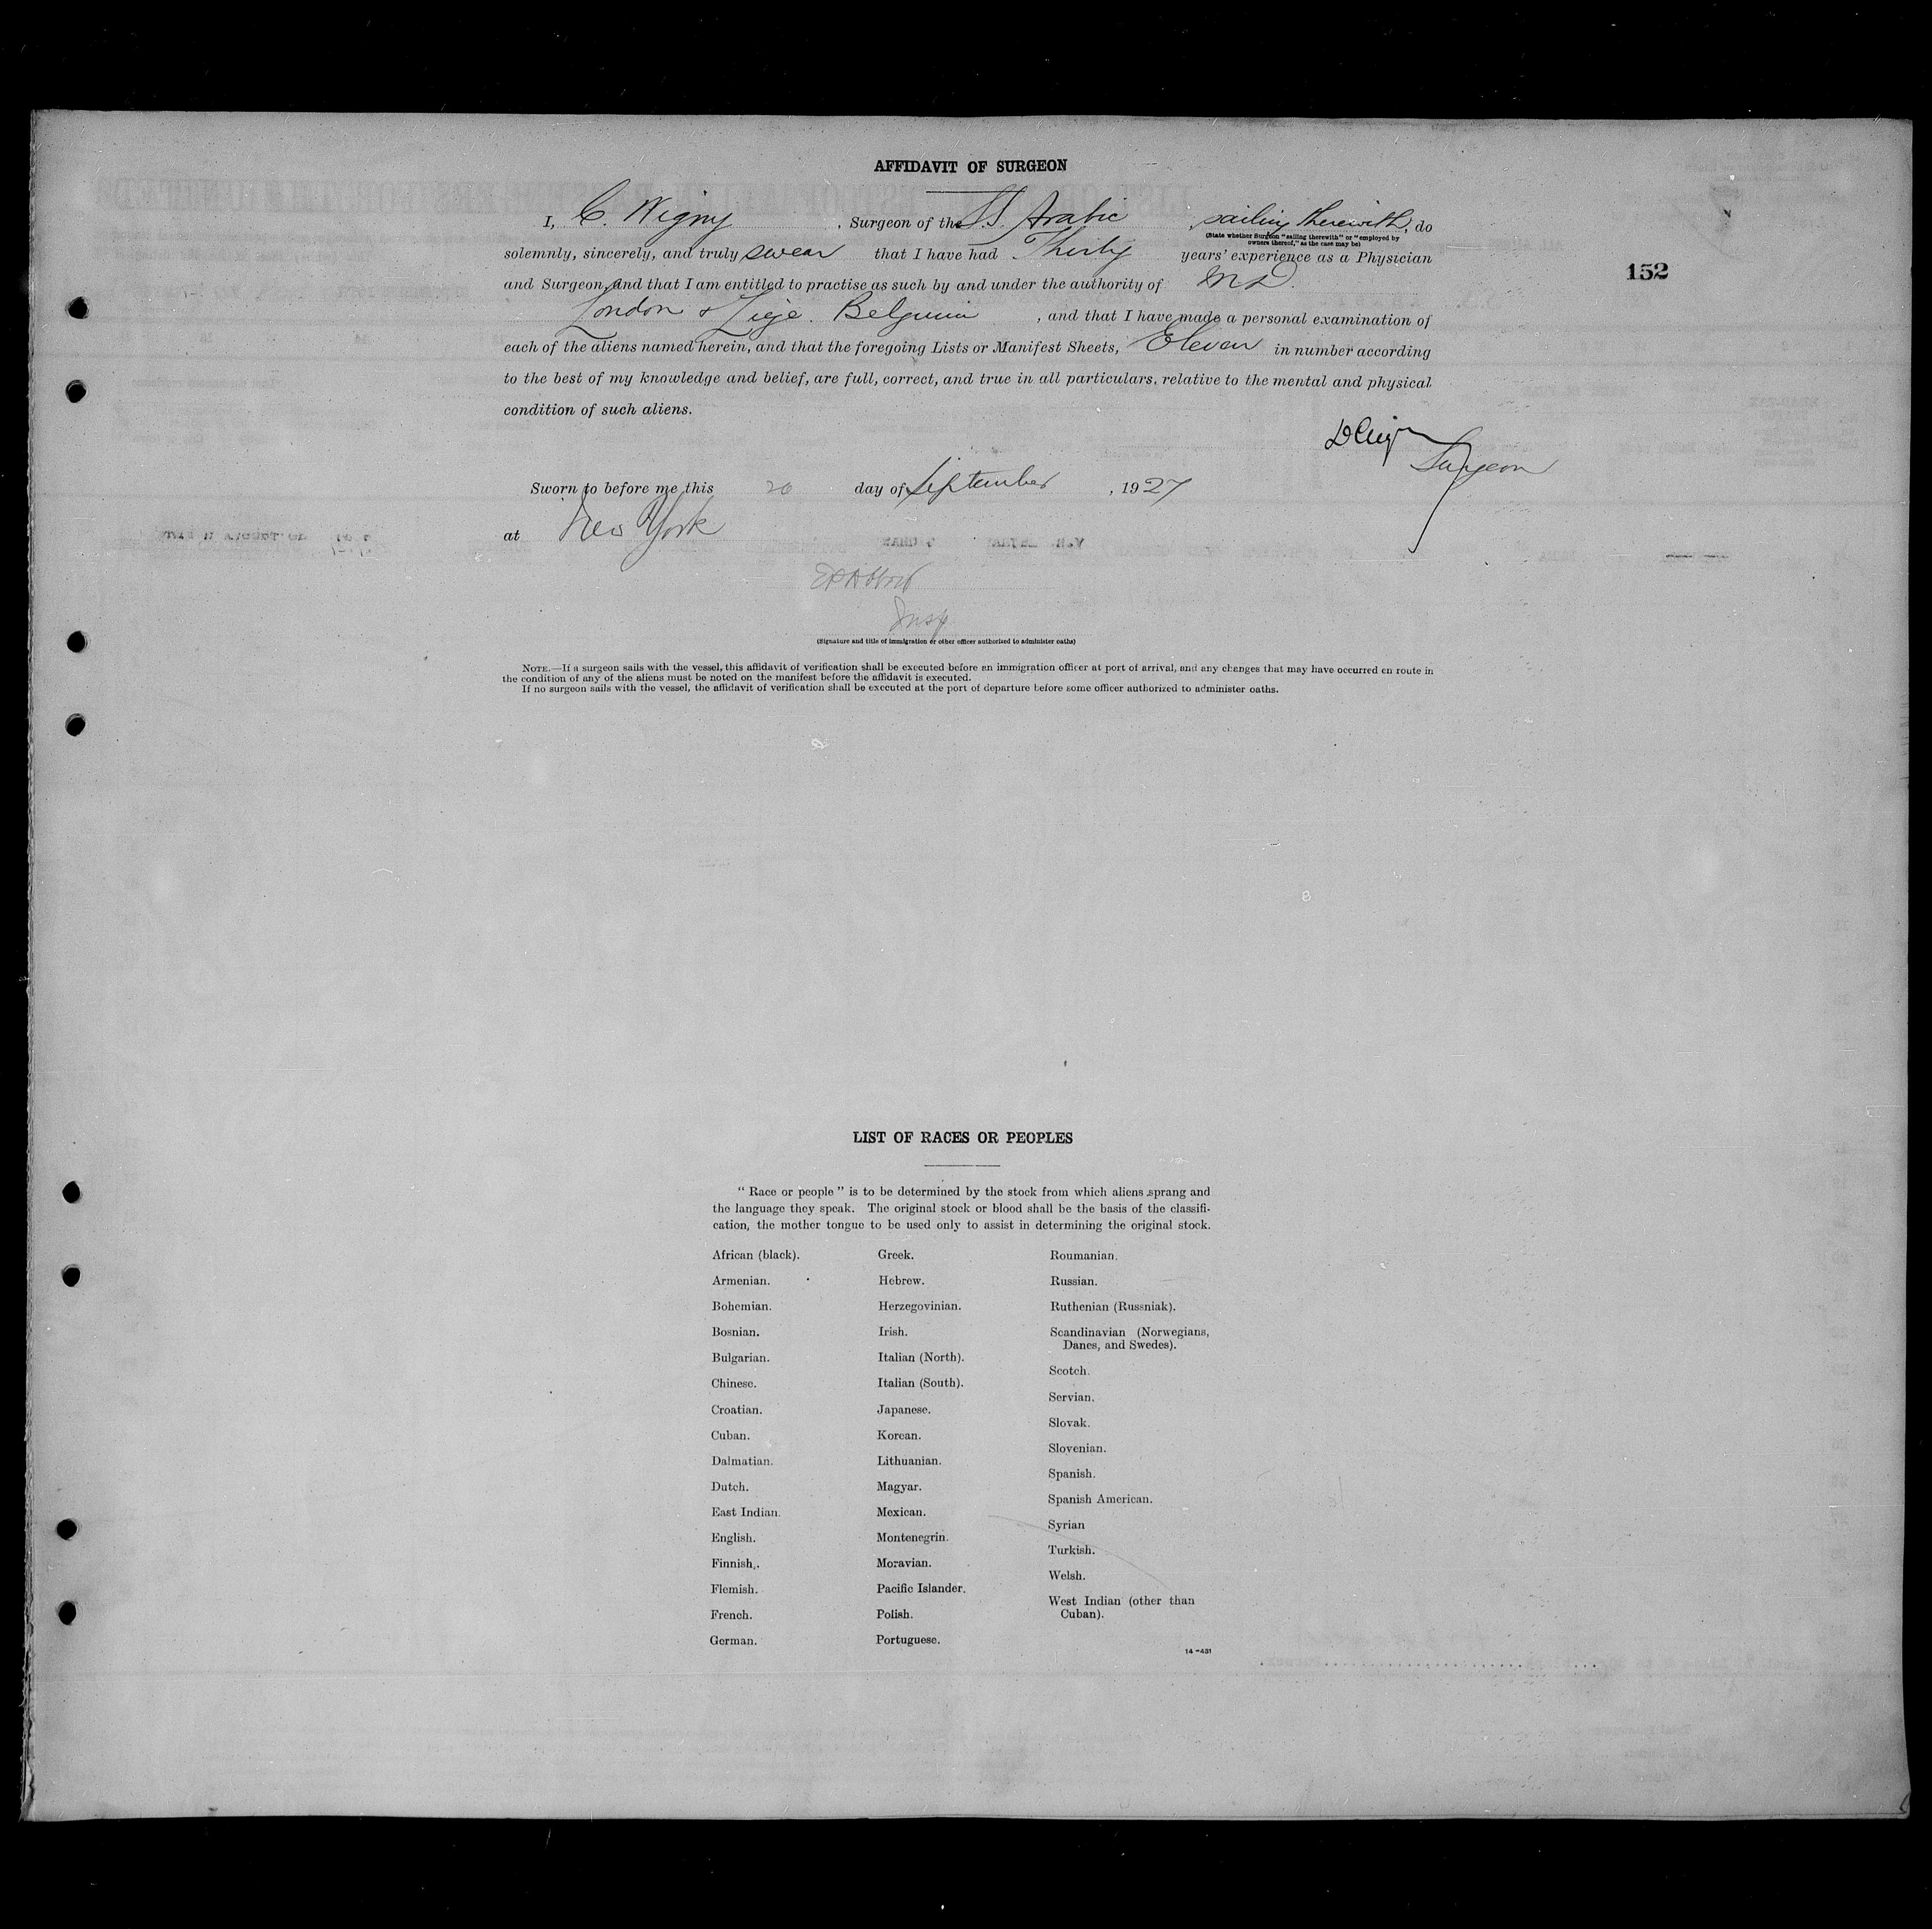 AFFIDAVIT OF SURGEON
I, C. Wigny, Surgeon of the S.S. Arabic, sailing therewith, do
(State whether Surgeon "sailing therewith" or "employed by
owners thereof," as the case may be)
solemnly, sincerely, and truly swear that I have had Thirty years' experience as a Physician
152
and Surgeon, and that I am entitled to practise as such by and under the authority of M D.
London & Liege. Belguim, and that I have made a personal examination of
each of the aliens named herein, and that the foregoing Lists or Manifest Sheets, Eleven in number according
to the best of my knowledge and belief, are full, correct, and true in all particulars, relative to the mental and physical
condition of such aliens.
Surgeon
Sworn to before me this 20 day of September, 1927
at New York
Insp
(Signature and title of immigration or other officer authorized to administer oaths)
NOTE.—If a surgeon sails with the vessel, this affidavit of verification shall be executed before an immigration officer at port of arrival, and any changes that may have occurred en route in
the condition of any of the aliens must be noted on the manifest before the affidavit is executed.
If no surgeon sails with the vessel, the affidavit of verification shall be executed at the port of departure before some officer authorized to administer oaths.
LIST OF RACES OR PEOPLES
"Race or people" is to be determined by the stock from which aliens sprang and
the language they speak. The original stock or blood shall be the basis of the classifi-
cation, the mother tongue to be used only to assist in determining the original stock.
African (black).
Armenian.
Bohemian.
Bosnian.
Bulgarian.
Chinese.
Croatian.
Cuban.
Dalmatian.
Dutch.
East Indian.
English.
Finnish.
Flemish.
French.
German.
Greek.
Hebrew.
Herzegovinian.
Irish.
Italian (North).
Italian (South).
Japanese.
Korean.
Lithuanian.
Magyar.
Mexican.
Montenegrin.
Moravian.
Pacific Islander.
Polish.
Portuguese.
Roumanian.
Russian.
Ruthenian (Russniak).
Scandinavian (Norwegians,
Danes, and Swedes).
Scotch.
Servian.
Slovak.
Slovenian.
Spanish.
Spanish American.
Syrian
Turkish.
Welsh.
West Indian (other than
Cuban).
14—431